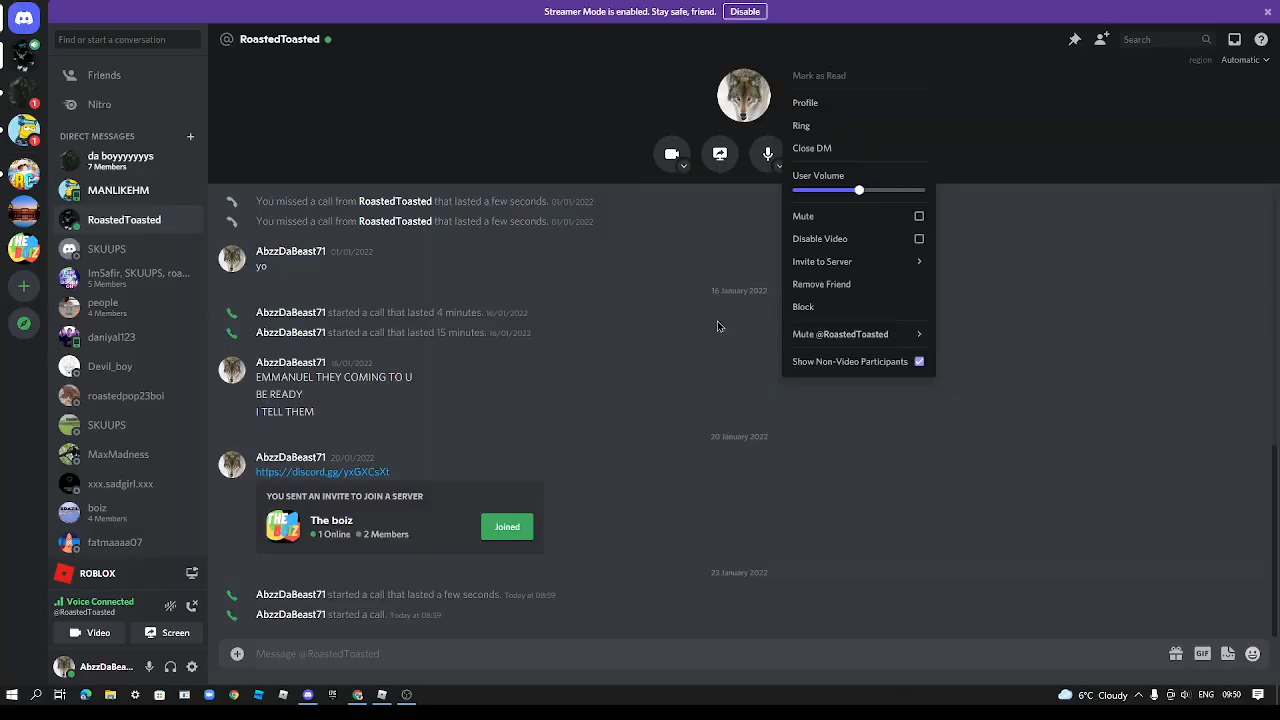 Streamer Mode is enabled. Stay safe, friend. Disable
Find or start a conversation
RoastedToasted
Search
region Automatic
Friends
Nitro
DIRECT MESSAGES
da boyyyyyys
7 Members
MANLIKEHM
RoastedToasted
SKUUPS
ImSafir, SKUUPS, roa...
5 Members
people
4 Members
daniyal123
Devil_boy
roastedpop23boi
SKUUPS
MaxMadness
xxx.sadgirl.xxx
boiz
4 Members
fatmaaaa07
ROBLOX
Voice Connected
@RoastedToasted
Video Screen
AbzzDaBea...
1
1
Mark as Read
Profile
Ring
Close DM
User Volume
Mute
Disable Video
Invite to Server
Remove Friend
Block
Mute @RoastedToasted
Show Non-Video Participants
You missed a call from RoastedToasted that lasted a few seconds. 01/01/2022
You missed a call from RoastedToasted that lasted a few seconds. 01/01/2022
AbzzDaBeast71 01/01/2022
yo
16 January 2022
AbzzDaBeast71 started a call that lasted 4 minutes. 16/01/2022
AbzzDaBeast71 started a call that lasted 15 minutes. 16/01/2022
AbzzDaBeast71 16/01/2022
EMMANUEL THEY COMING TO U
BE READY
I TELL THEM
20 January 2022
AbzzDaBeast71 20/01/2022
https://discord.gg/yxGXCsXt
YOU SENT AN INVITE TO JOIN A SERVER
THE BOIZ
The boiz
1 Online 2 Members
Joined
23 January 2022
AbzzDaBeast71 started a call that lasted a few seconds. Today at 08:59
AbzzDaBeast71 started a call. Today at 08:59
Message @RoastedToasted
GIF
6°C Cloudy ENG 09:50